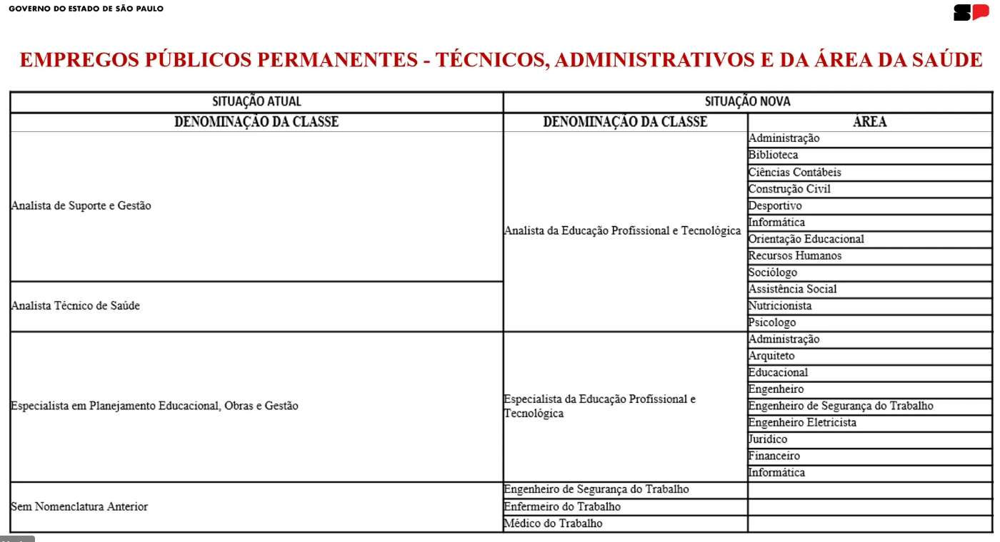 GOVERNO DO ESTADO DE SÃO PAULO
SP
EMPREGOS PÚBLICOS PERMANENTES - TÉCNICOS, ADMINISTRATIVOS E DA ÁREA DA SAÚDE
SITUAÇÃO ATUAL
SITUAÇÃO NOVA
DENOMINAÇÃO DA CLASSE
DENOMINAÇÃO DA CLASSE
ÁREA
Analista de Suporte e Gestão
Analista da Educação Profissional e Tecnológica
Administração
Biblioteca
Ciências Contábeis
Construção Civil
Desportivo
Informática
Orientação Educacional
Recursos Humanos
Sociólogo
Analista Técnico de Saúde
Assistência Social
Nutricionista
Psicologo
Especialista em Planejamento Educacional, Obras e Gestão
Especialista da Educação Profissional e
Tecnológica
Administração
Arquiteto
Educacional
Engenheiro
Engenheiro de Segurança do Trabalho
Engenheiro Eletricista
Juridico
Financeiro
Informática
Sem Nomenclatura Anterior
Engenheiro de Segurança do Trabalho
Enfermeiro do Trabalho
Médico do Trabalho